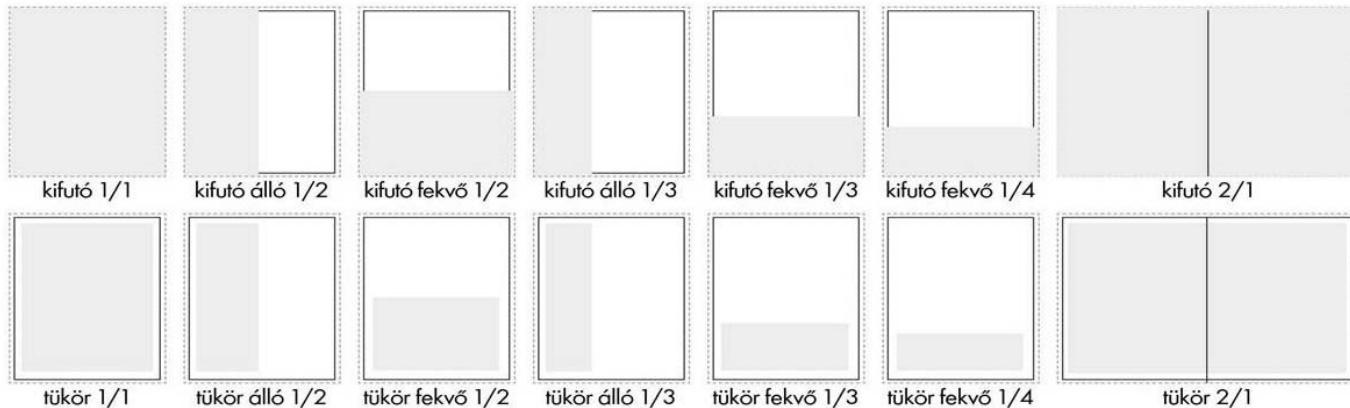 kifutó 1/1 kifutó álló 1/2 kifutó fekvő 1/2 kifutó álló 1/3 kifutó fekvő 1/3 kifutó fekvő 1/4 kifutó 2/1
tükör 1/1 tükör álló 1/2 tükör fekvő 1/2 tükör álló 1/3 tükör fekvő 1/3 tükör fekvő 1/4 tükör 2/1